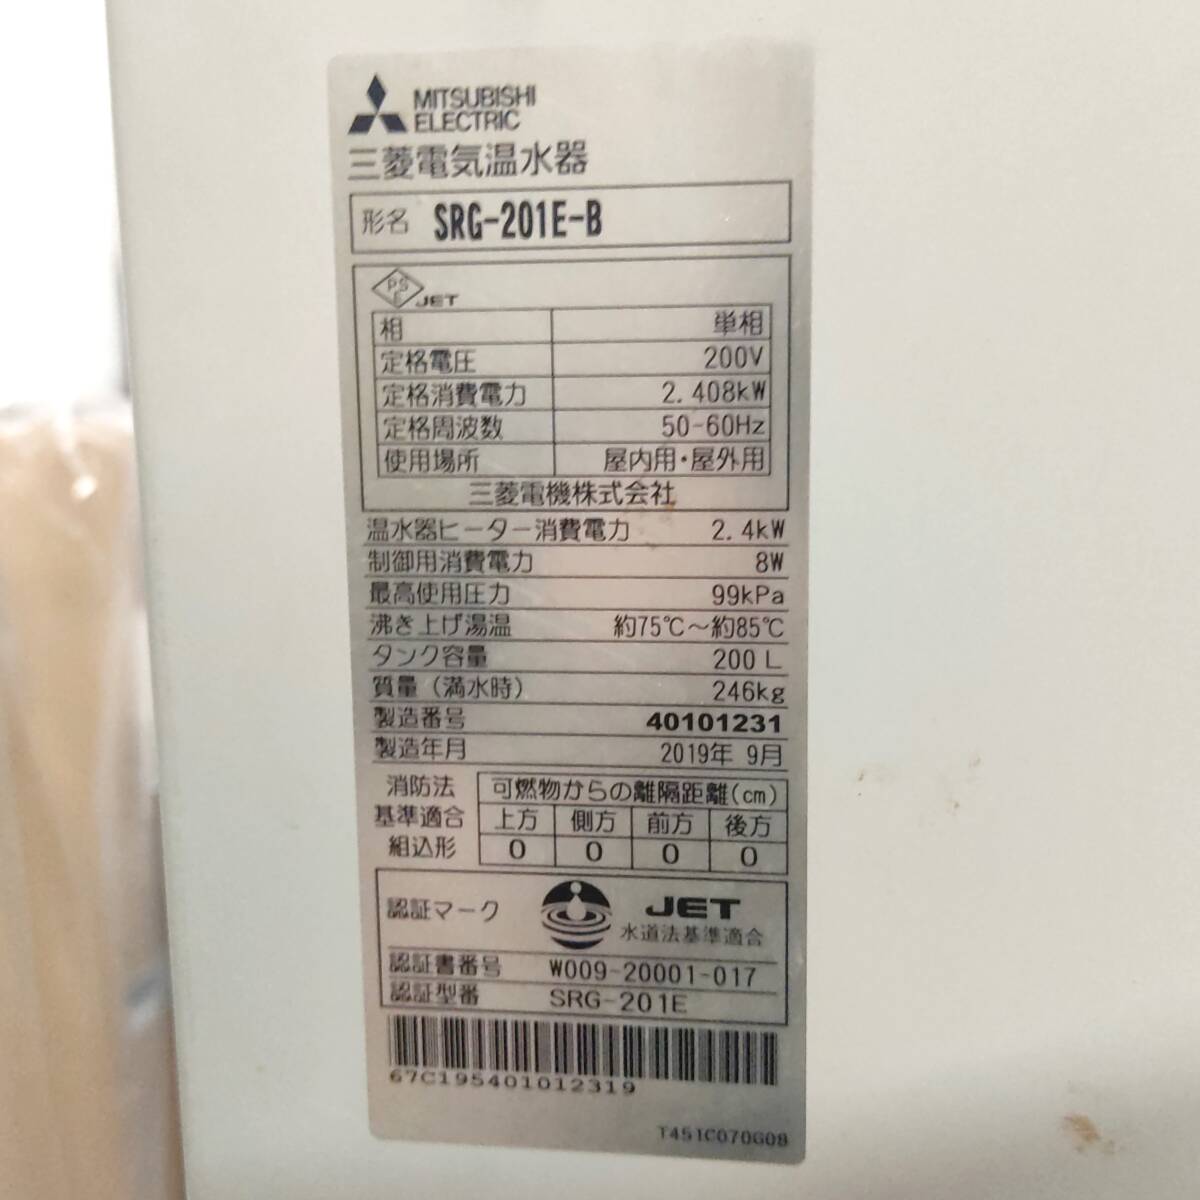 MITSUBISHI
ELECTRIC
三菱電気温水器
形名 SRG-201E-B
PS
E JET
相 単相
定格電圧 200V
定格消費電力 2.408kW
定格周波数 50-60Hz
使用場所 屋内用・屋外用
三菱電機株式会社
温水器ヒーター消費電力 2.4kW
制御用消費電力 8W
最高使用圧力 99kPa
沸き上げ湯温 約75℃～約85℃
タンク容量 200L
質量（満水時） 246kg
製造番号 40101231
製造年月 2019年 9月
消防法 可燃物からの離隔距離(cm)
基準適合 上方 側方 前方 後方
組込形 0 0 0 0
認証マーク JET
水道法基準適合
認証書番号 W009-20001-017
認証型番 SRG-201E
67C195401012319
T451C070G08